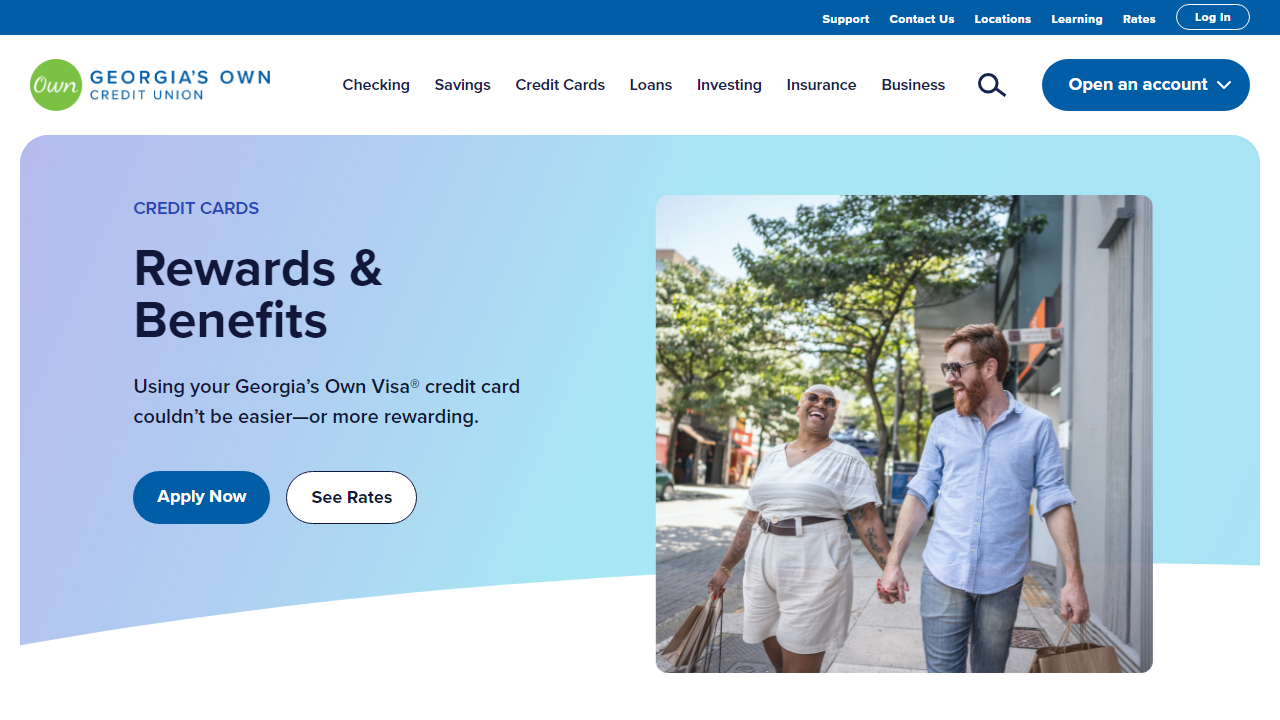 Support Contact Us Locations Learning Rates Log In
Own GEORGIA'S OWN
CREDIT UNION
Checking Savings Credit Cards Loans Investing Insurance Business Open an account
CREDIT CARDS
Rewards &
Benefits
Using your Georgia's Own Visa® credit card
couldn't be easier—or more rewarding.
Apply Now See Rates